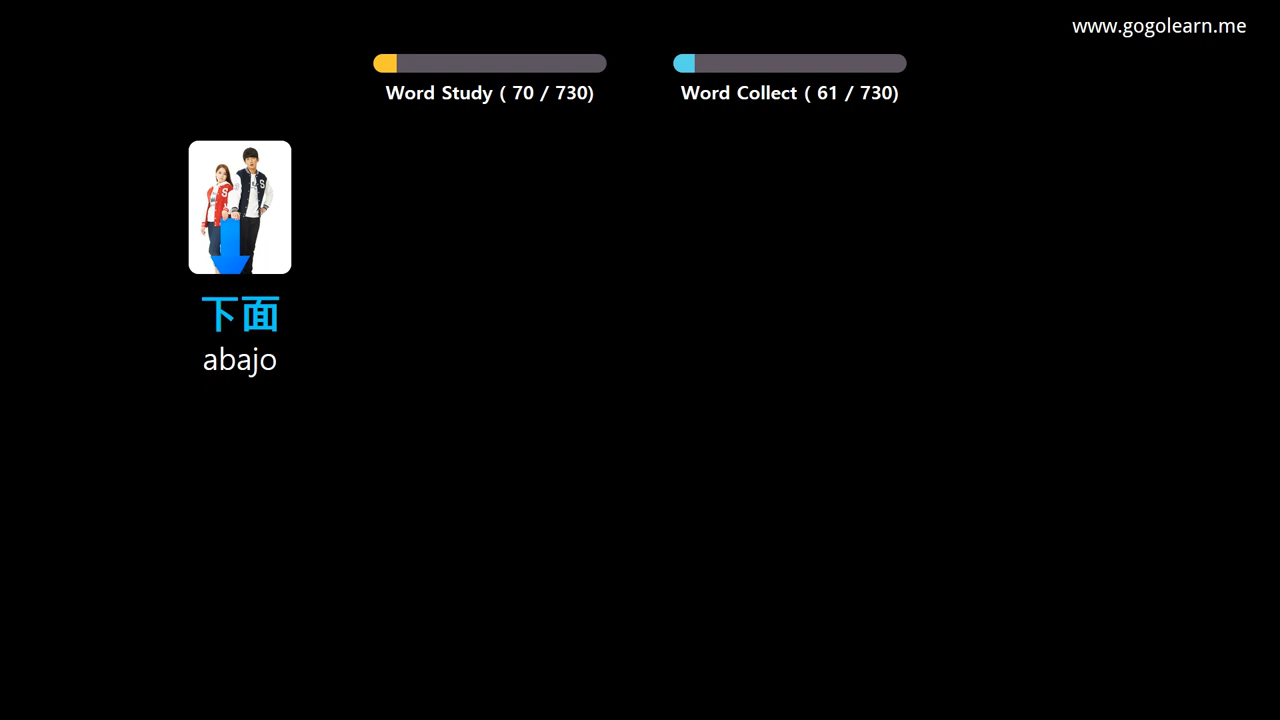 www.gogolearn.me
Word Study ( 70 / 730)
Word Collect ( 61 / 730)
S
S
下面
abajo